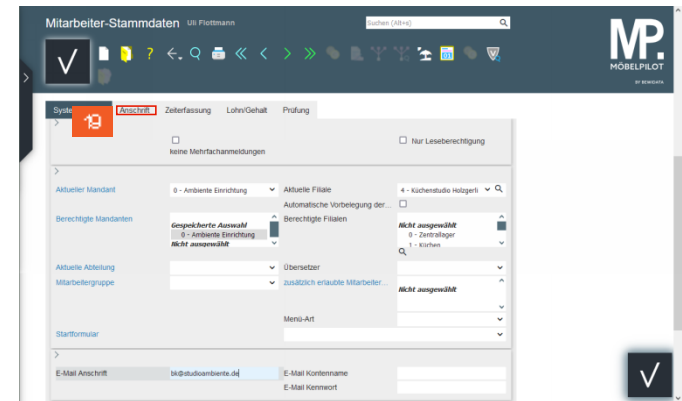 Mitarbeiter-Stammdaten Uli Flottmann
Suchen (Alt+s)
MP.
MÖBELPILOT
Syste
19
Anschrift
Zeiterfassung
Lohn/Gehalt
Prüfung
keine Mehrfachanmeldungen
Nur Leseberechtigung
Aktueller Mandant
0 - Ambiente Einrichtung
Aktuelle Filiale
4 - Küchenstudio Holzgerli
Automatische Vorbelegung der...
Berechtigte Mandanten
Gespeicherte Auswahl
0 - Ambiente Einrichtung
Nicht ausgewählt
Berechtigte Filialen
Nicht ausgewählt
0 - Zentrallager
1 - Küchen
Aktuelle Abteilung
Übersetzer
Mitarbeitergruppe
zusätzlich erlaubte Mitarbeiter...
Nicht ausgewählt
Menü-Art
Startformular
E-Mail Anschrift
bk@studioambiente.de
E-Mail Kontenname
E-Mail Kennwort